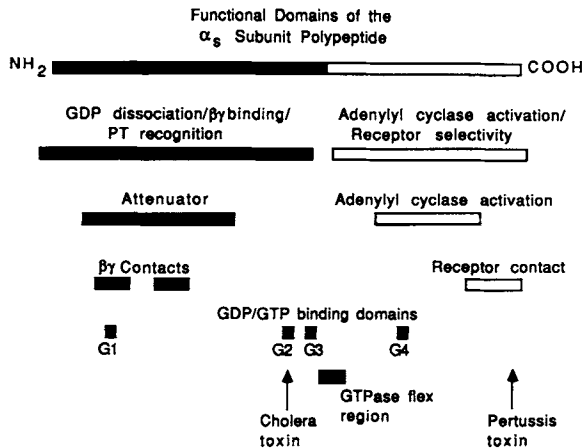 Functional Domains of the
αs Subunit Polypeptide
NH2 COOH
GDP dissociation/βγ binding/
PT recognition
Adenylyl cyclase activation/
Receptor selectivity
Attenuator
Adenylyl cyclase activation
βγ Contacts
Receptor contact
GDP/GTP binding domains
G1 G2 G3 G4
GTPase flex
region
Cholera
toxin
Pertussis
toxin